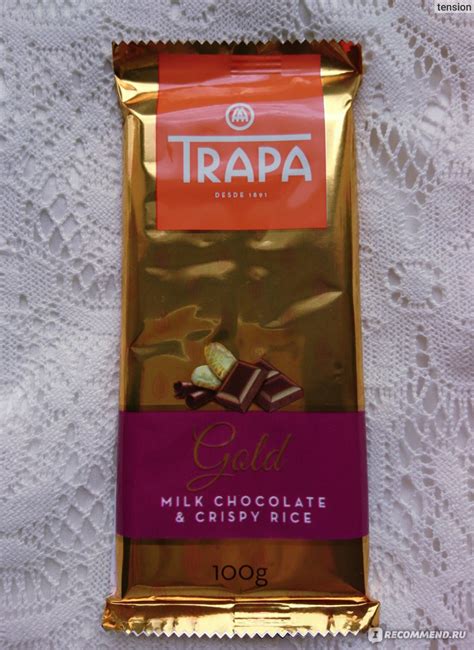 tension
TRAPA
DESDE 1891
Gold
MILK CHOCOLATE
& CRISPY RICE
100g
RECOMMEND.RU